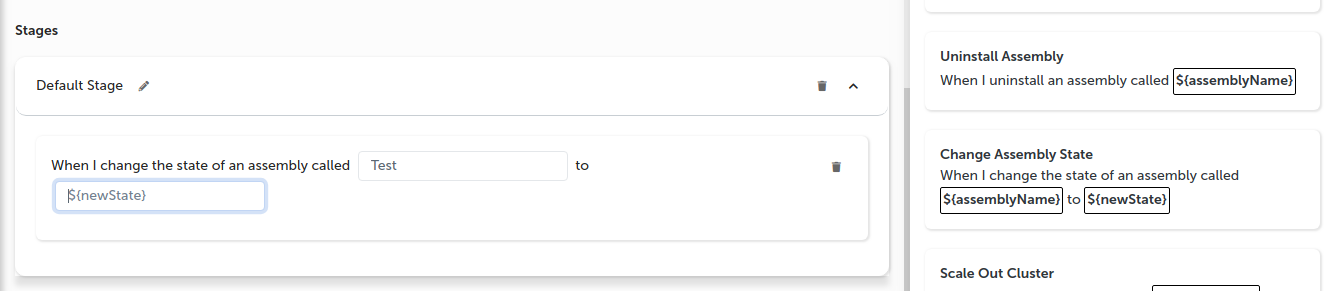 Stages
Default Stage
When I change the state of an assembly called Test to
${newState}
Uninstall Assembly
When I uninstall an assembly called ${assemblyName}
Change Assembly State
When I change the state of an assembly called
${assemblyName} to ${newState}
Scale Out Cluster